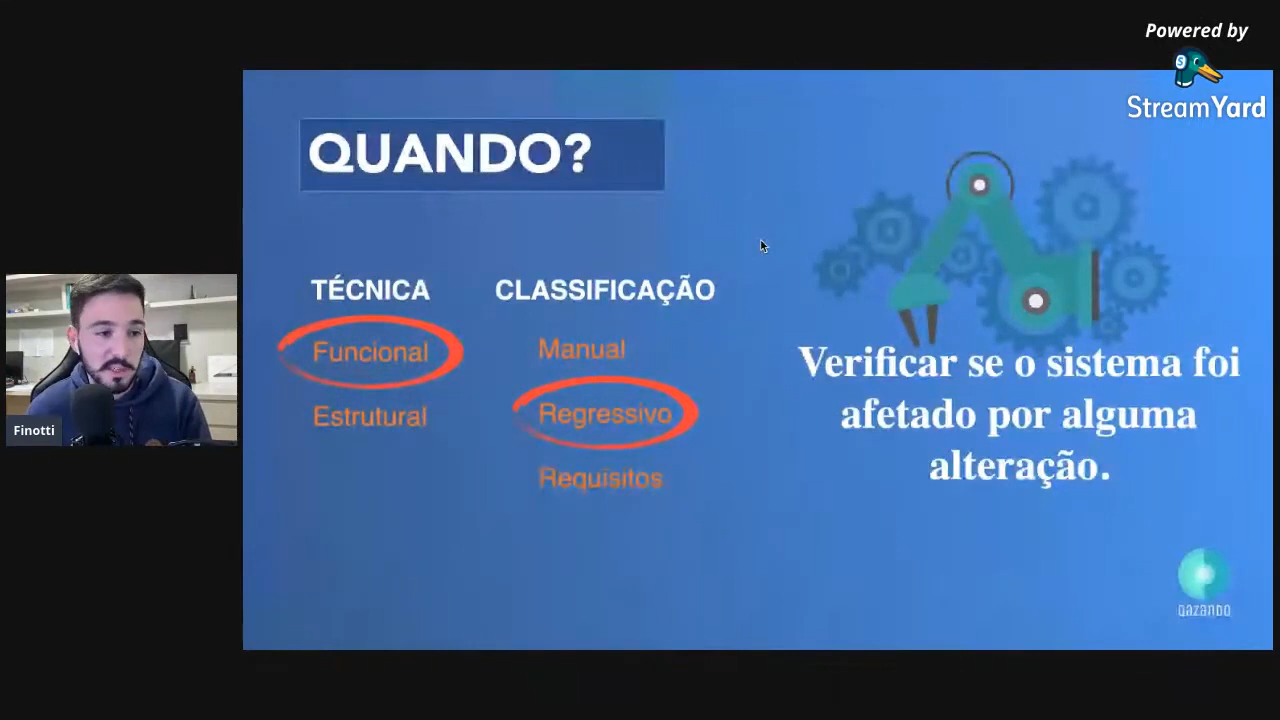 Powered by
StreamYard
QUANDO?
TÉCNICA
CLASSIFICAÇÃO
Funcional
Manual
Estrutural
Regressivo
Requisitos
Verificar se o sistema foi
afetado por alguma
alteração.
Finotti
QAZANDO